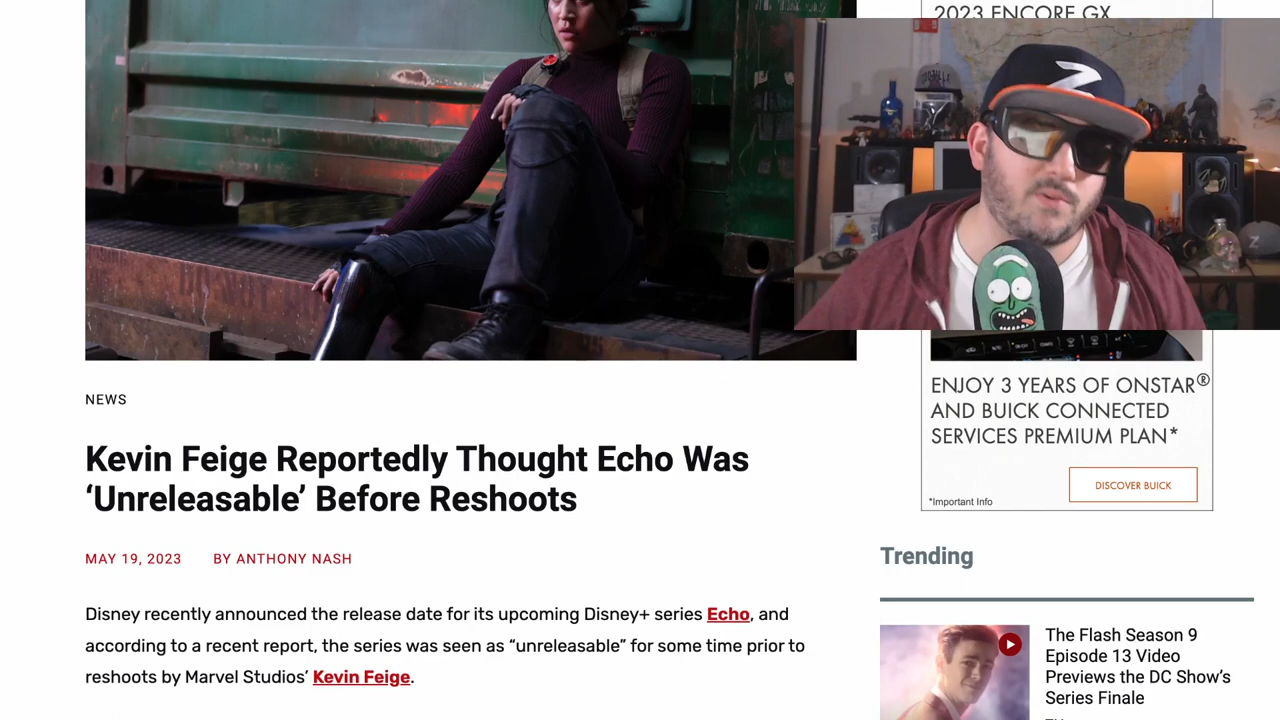 2023 ENCORE GX
NEWS
Kevin Feige Reportedly Thought Echo Was
‘Unreleasable’ Before Reshoots
MAY 19, 2023 BY ANTHONY NASH
Disney recently announced the release date for its upcoming Disney+ series Echo, and
according to a recent report, the series was seen as “unreleasable” for some time prior to
reshoots by Marvel Studios’ Kevin Feige.
ENJOY 3 YEARS OF ONSTAR®
AND BUICK CONNECTED
SERVICES PREMIUM PLAN*
DISCOVER BUICK
*Important Info
Trending
The Flash Season 9
Episode 13 Video
Previews the DC Show’s
Series Finale